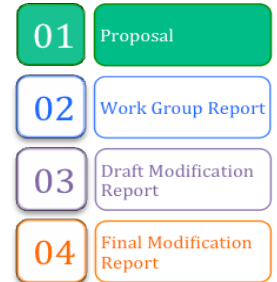 01 Proposal
02 Work Group Report
03 Draft Modification
Report
04 Final Modification
Report